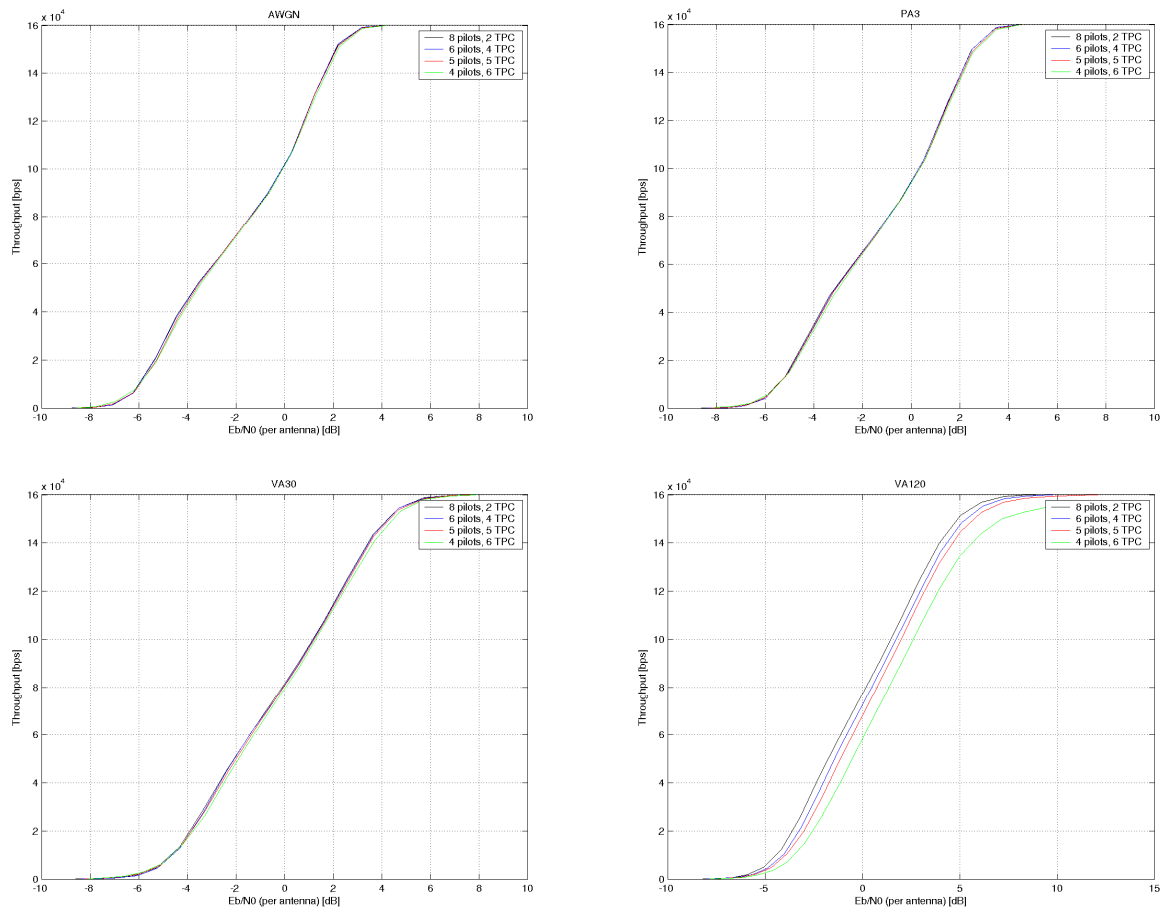 AWGN
x 10^4
16
14
12
10
8
6
4
2
0
Throughput [bps]
-10 -8 -6 -4 -2 0 2 4 6 8 10
Eb/N0 (per antenna) [dB]
8 pilots, 2 TPC
6 pilots, 4 TPC
5 pilots, 5 TPC
4 pilots, 6 TPC
PA3
x 10^4
16
14
12
10
8
6
4
2
0
Throughput [bps]
-10 -8 -6 -4 -2 0 2 4 6 8 10
Eb/N0 (per antenna) [dB]
8 pilots, 2 TPC
6 pilots, 4 TPC
5 pilots, 5 TPC
4 pilots, 6 TPC
VA30
x 10^4
16
14
12
10
8
6
4
2
0
Throughput [bps]
-10 -8 -6 -4 -2 0 2 4 6 8 10
Eb/N0 (per antenna) [dB]
8 pilots, 2 TPC
6 pilots, 4 TPC
5 pilots, 5 TPC
4 pilots, 6 TPC
VA120
x 10^4
16
14
12
10
8
6
4
2
0
Throughput [bps]
-10 -5 0 5 10 15
Eb/N0 (per antenna) [dB]
8 pilots, 2 TPC
6 pilots, 4 TPC
5 pilots, 5 TPC
4 pilots, 6 TPC